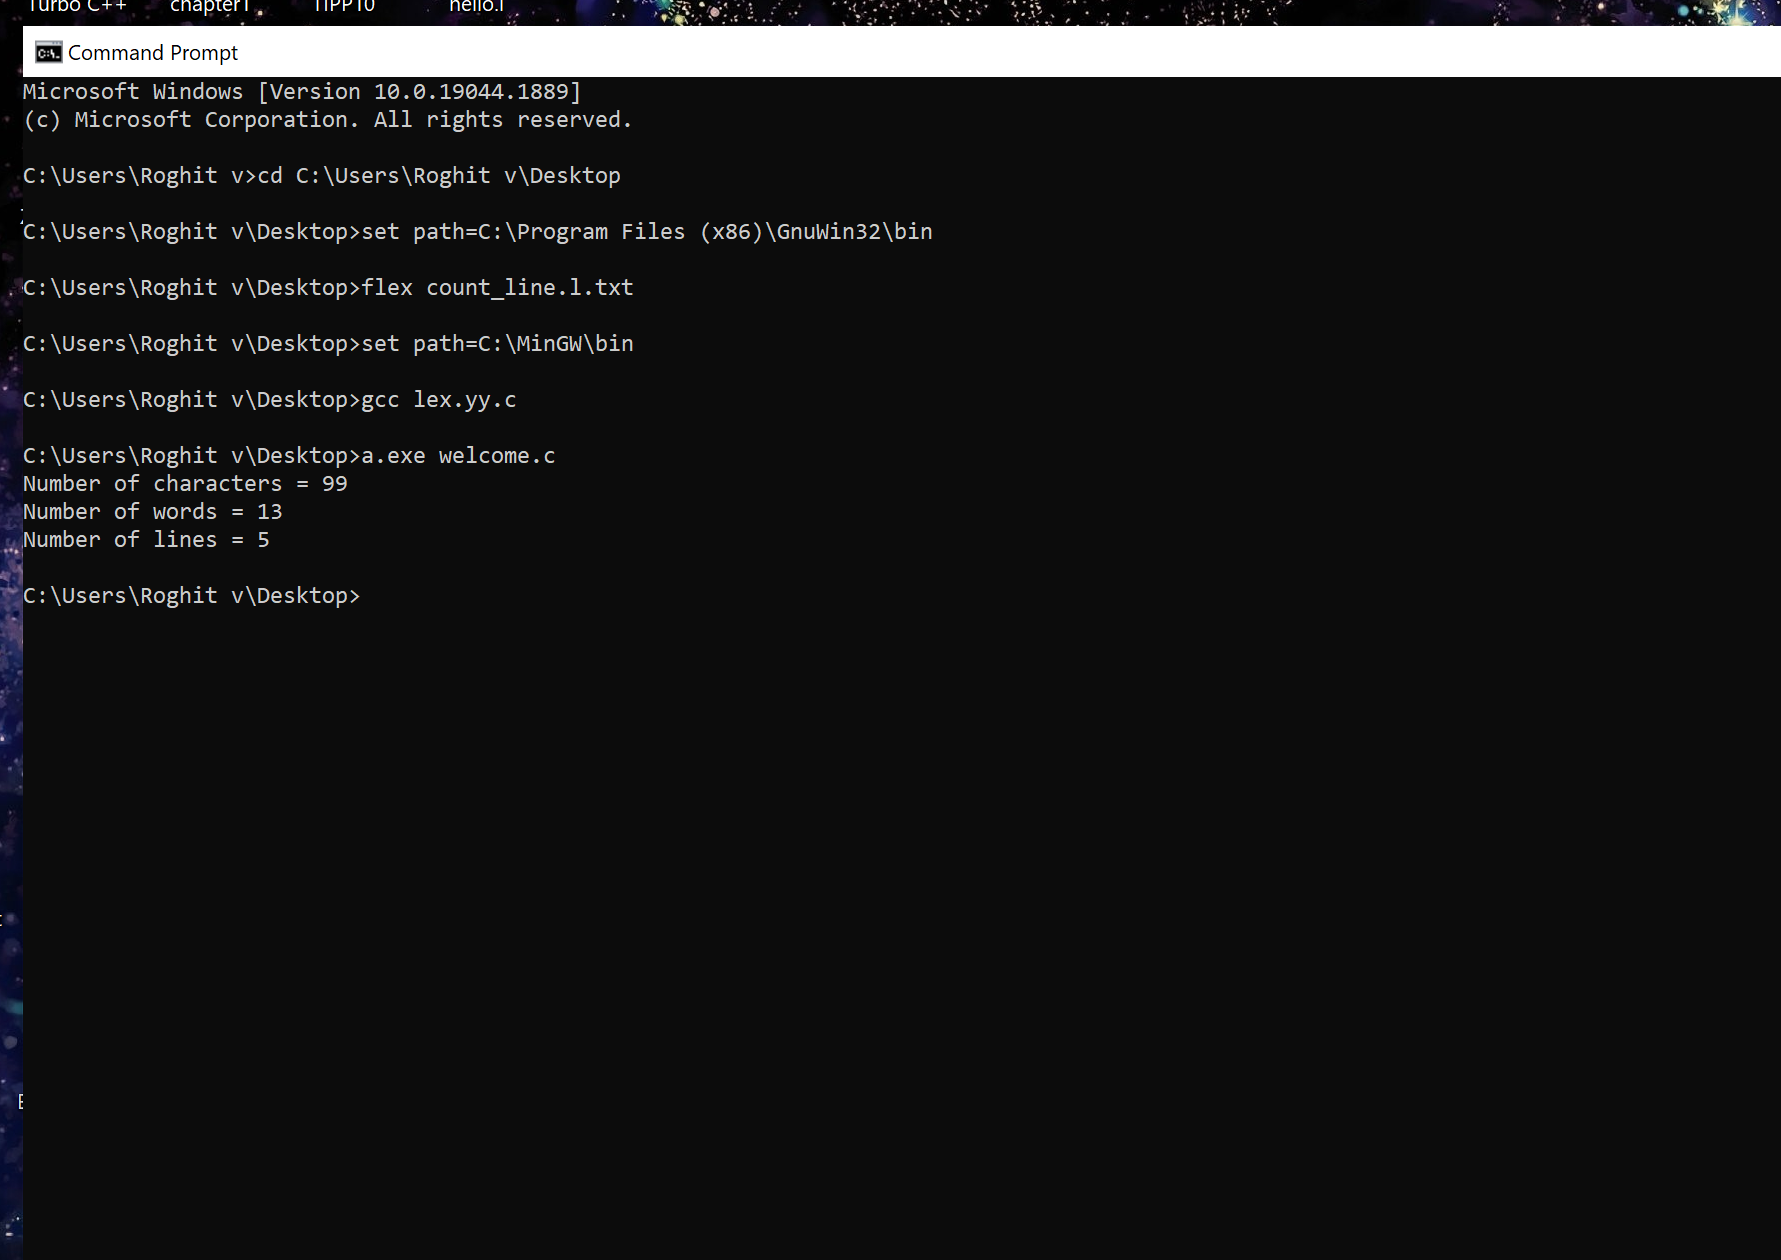 Turbo C++ chapter1 TIPP10 hello.l
Command Prompt
Microsoft Windows [Version 10.0.19044.1889]
(c) Microsoft Corporation. All rights reserved.
C:\Users\Roghit v>cd C:\Users\Roghit v\Desktop
C:\Users\Roghit v\Desktop>set path=C:\Program Files (x86)\GnuWin32\bin
C:\Users\Roghit v\Desktop>flex count_line.l.txt
C:\Users\Roghit v\Desktop>set path=C:\MinGW\bin
C:\Users\Roghit v\Desktop>gcc lex.yy.c
C:\Users\Roghit v\Desktop>a.exe welcome.c
Number of characters = 99
Number of words = 13
Number of lines = 5
C:\Users\Roghit v\Desktop>